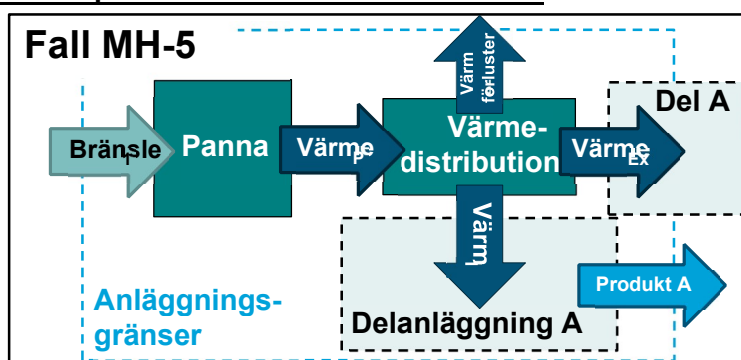 Fall MH-5
Värm
förluster
Del A
Bränsle
Panna
Värme
P
Värme-
distribution
Värme
Ex
Värm
Produkt A
Anläggnings-
gränser
Delanläggning A